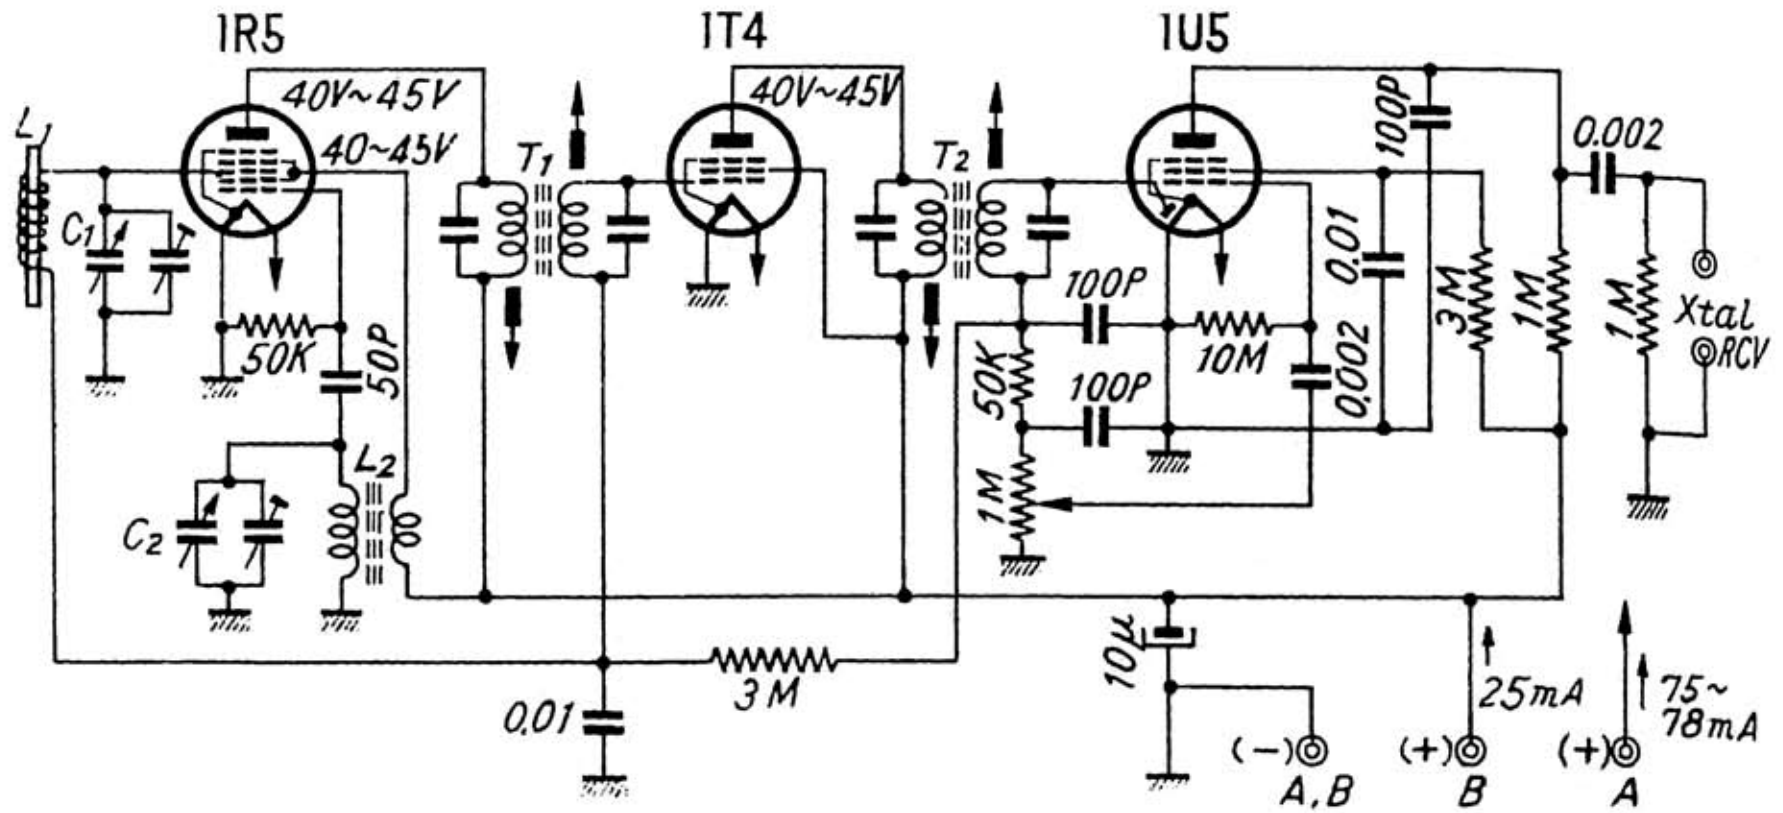 1R5
1T4
1U5
40V~45V
40V~45V
100P
0.002
L1
40~45V
T1
T2
C1
0.01
3M
1M
1M
Xtal
RCV
100P
50K
50P
50K
100P
10M
0.002
L2
1M
C2
10μ
25mA
75~
78mA
3M
0.01
(-)
(+)
(+)
A,B
B
A